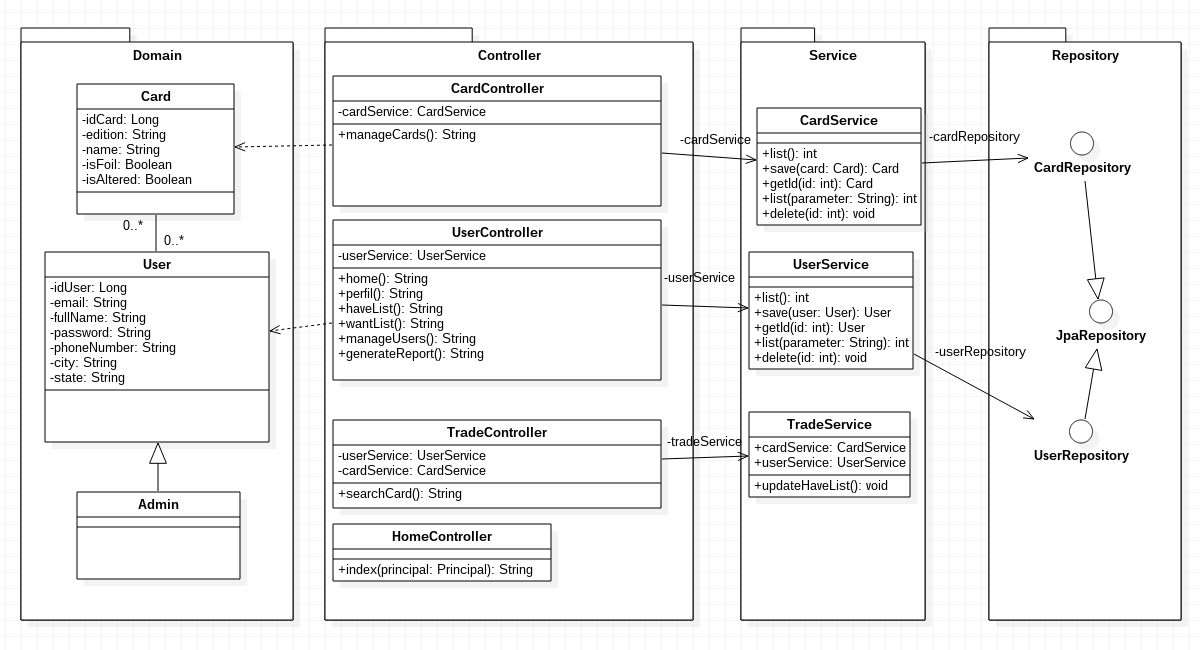 Domain
Card
-idCard: Long
-edition: String
-name: String
-isFoil: Boolean
-isAltered: Boolean
0..*
0..*
User
-idUser: Long
-email: String
-fullName: String
-password: String
-phoneNumber: String
-city: String
-state: String
Admin
Controller
CardController
-cardService: CardService
+manageCards(): String
UserController
-userService: UserService
+home(): String
+perfil(): String
+haveList(): String
+wantList(): String
+manageUsers(): String
+generateReport(): String
TradeController
-userService: UserService
-cardService: CardService
+searchCard(): String
HomeController
+index(principal: Principal): String
-cardService
-userService
-tradeService
Service
CardService
+list(): int
+save(card: Card): Card
+getId(id: int): Card
+list(parameter: String): int
+delete(id: int): void
UserService
+list(): int
+save(user: User): User
+getId(id: int): User
+list(parameter: String): int
+delete(id: int): void
TradeService
+cardService: CardService
+userService: UserService
+updateHaveList(): void
-cardRepository
-userRepository
Repository
CardRepository
JpaRepository
UserRepository